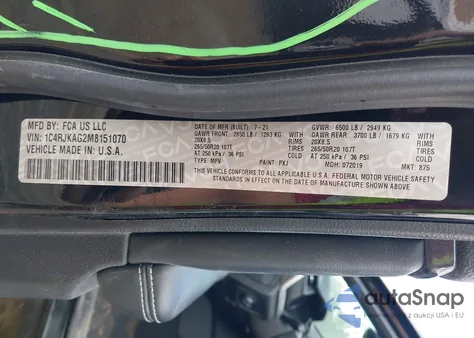 MFD BY: FCA US LLC
VIN: 1C4RJKAG2M8151070
VEHICLE MADE IN U.S.A.
DATE OF MFR (BUILT): 7-21 GVWR: 6500 LB / 2949 KG
GAWR FRONT: 2850 LB / 1293 KG GAWR REAR: 3700 LB / 1679 KG
20X8.5 RIMS 20X8.5
265/50R20 107T TIRES 265/50R20 107T
AT 250 kPa / 36 PSI COLD AT 250 kPa / 36 PSI COLD
TYPE: MPV PAINT: PXJ MDH: 072019 MKT: 875
THIS VEHICLE CONFORMS TO ALL APPLICABLE U.S.A. FEDERAL MOTOR VEHICLE SAFETY
STANDARDS IN EFFECT ON THE DATE OF MANUFACTURE SHOWN ABOVE.
autoSnap
аукціон продажі з USA і EU